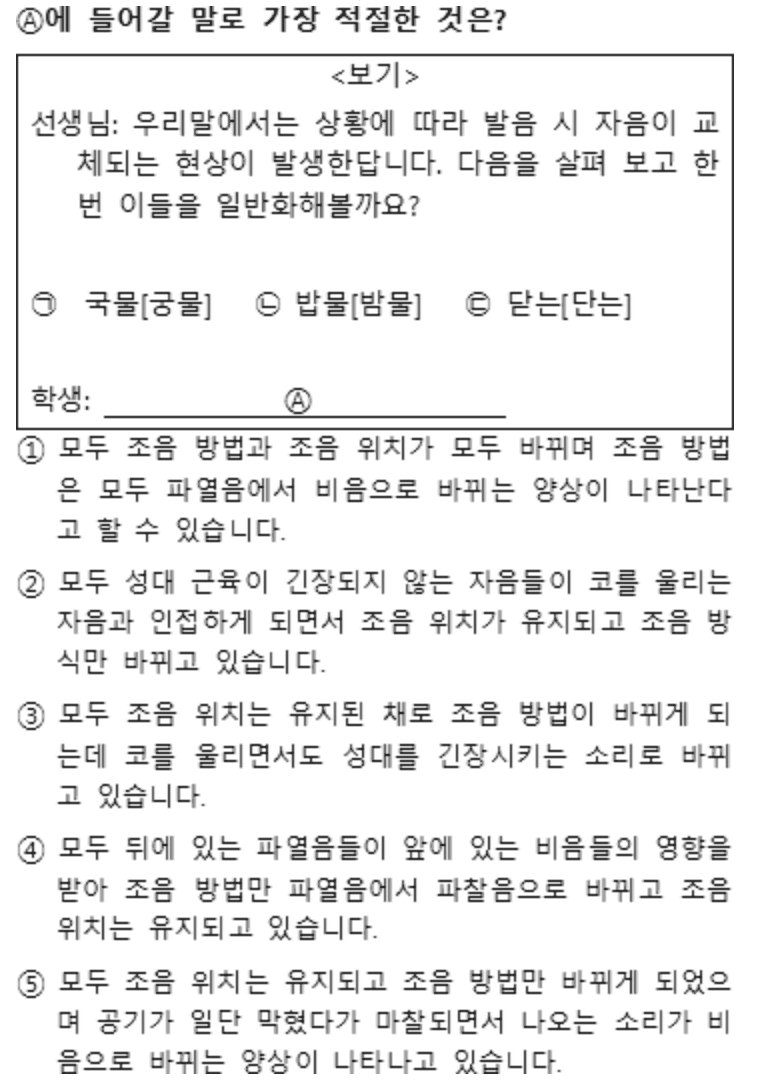 Ⓐ에 들어갈 말로 가장 적절한 것은?
<보기>
선생님: 우리말에서는 상황에 따라 발음 시 자음이 교
체되는 현상이 발생한답니다. 다음을 살펴 보고 한
번 이들을 일반화해볼까요?
㉠ 국물[궁물] ㉡ 밥물[밤물] ㉢ 닫는[단는]
학생: Ⓐ
① 모두 조음 방법과 조음 위치가 모두 바뀌며 조음 방법
은 모두 파열음에서 비음으로 바뀌는 양상이 나타난다
고 할 수 있습니다.
② 모두 성대 근육이 긴장되지 않는 자음들이 코를 울리는
자음과 인접하게 되면서 조음 위치가 유지되고 조음 방
식만 바뀌고 있습니다.
③ 모두 조음 위치는 유지된 채로 조음 방법이 바뀌게 되
는데 코를 울리면서도 성대를 긴장시키는 소리로 바뀌
고 있습니다.
④ 모두 뒤에 있는 파열음들이 앞에 있는 비음들의 영향을
받아 조음 방법만 파열음에서 파찰음으로 바뀌고 조음
위치는 유지되고 있습니다.
⑤ 모두 조음 위치는 유지되고 조음 방법만 바뀌게 되었으
며 공기가 일단 막혔다가 마찰되면서 나오는 소리가 비
음으로 바뀌는 양상이 나타나고 있습니다.